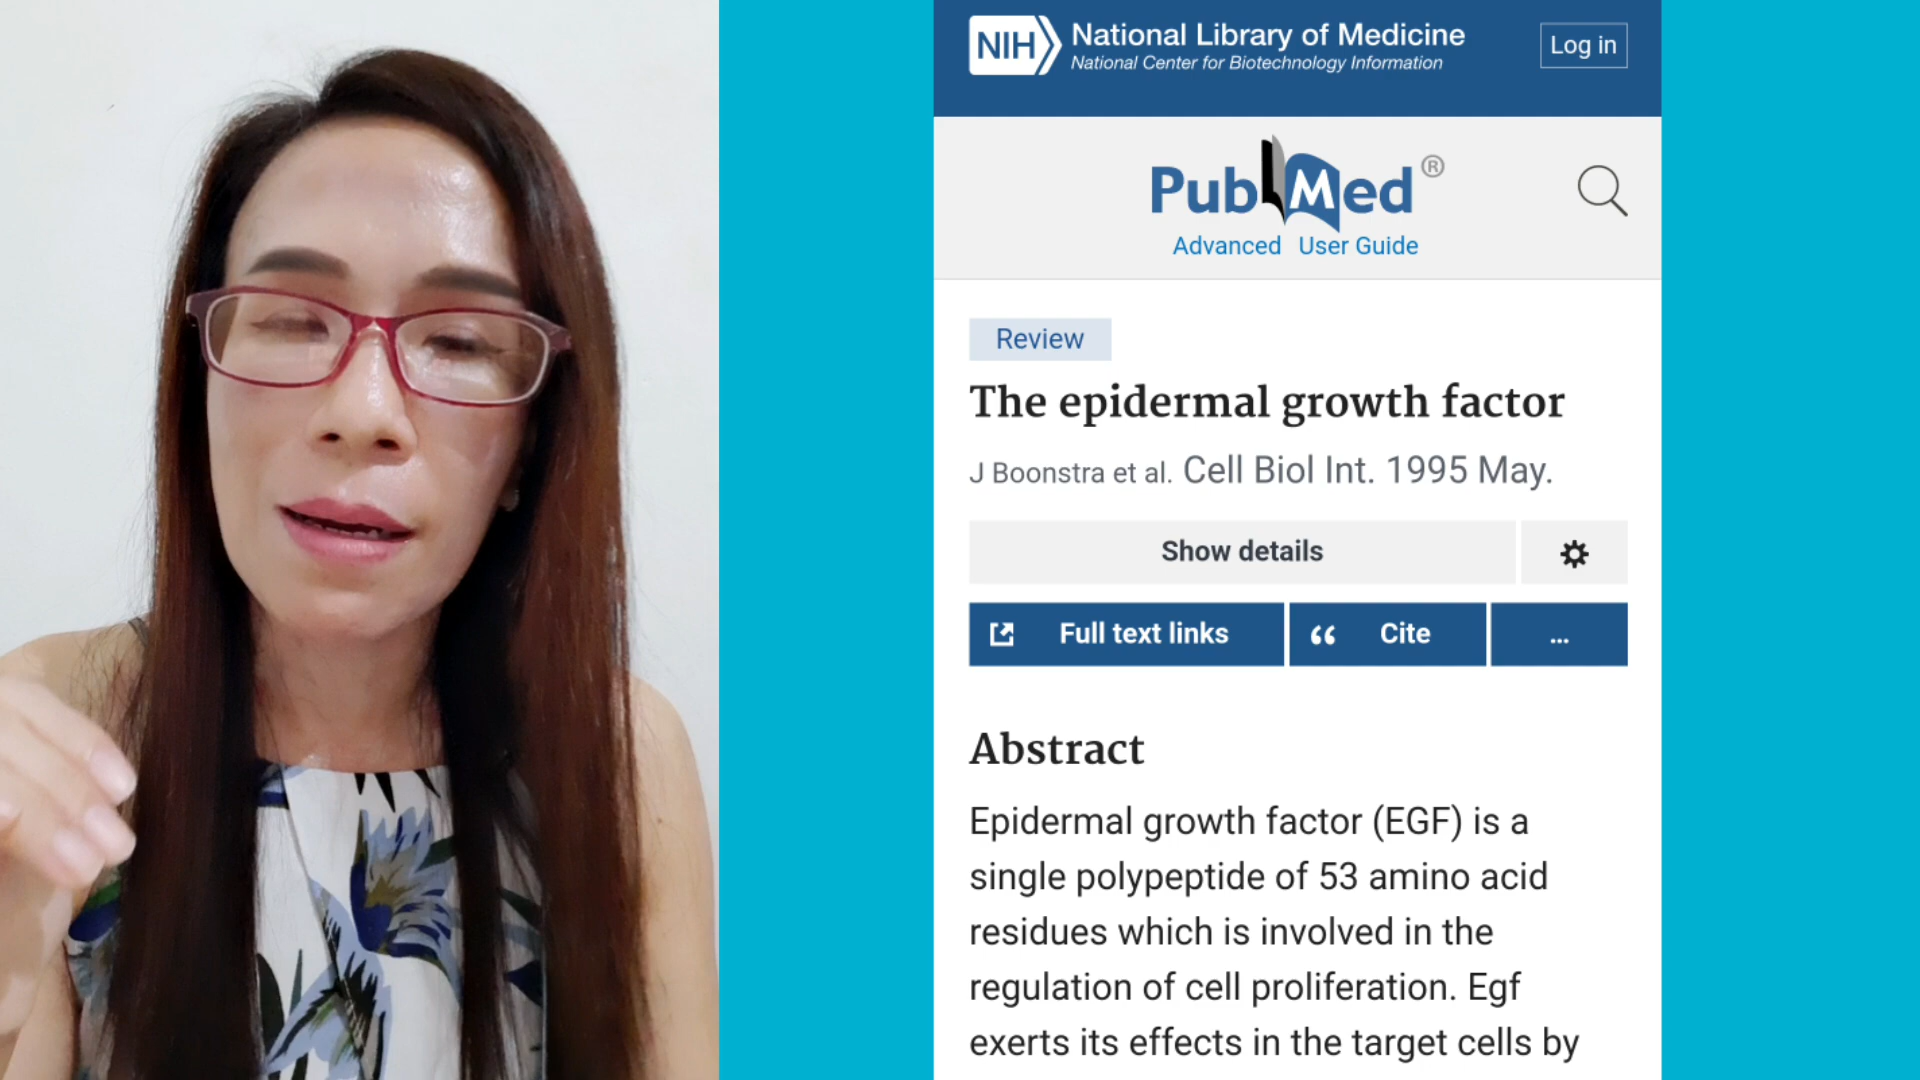 NIH National Library of Medicine
National Center for Biotechnology Information
Log in
PubMed®
Advanced User Guide
Review
The epidermal growth factor
J Boonstra et al. Cell Biol Int. 1995 May.
Show details
Full text links
Cite
...
Abstract
Epidermal growth factor (EGF) is a
single polypeptide of 53 amino acid
residues which is involved in the
regulation of cell proliferation. Egf
exerts its effects in the target cells by